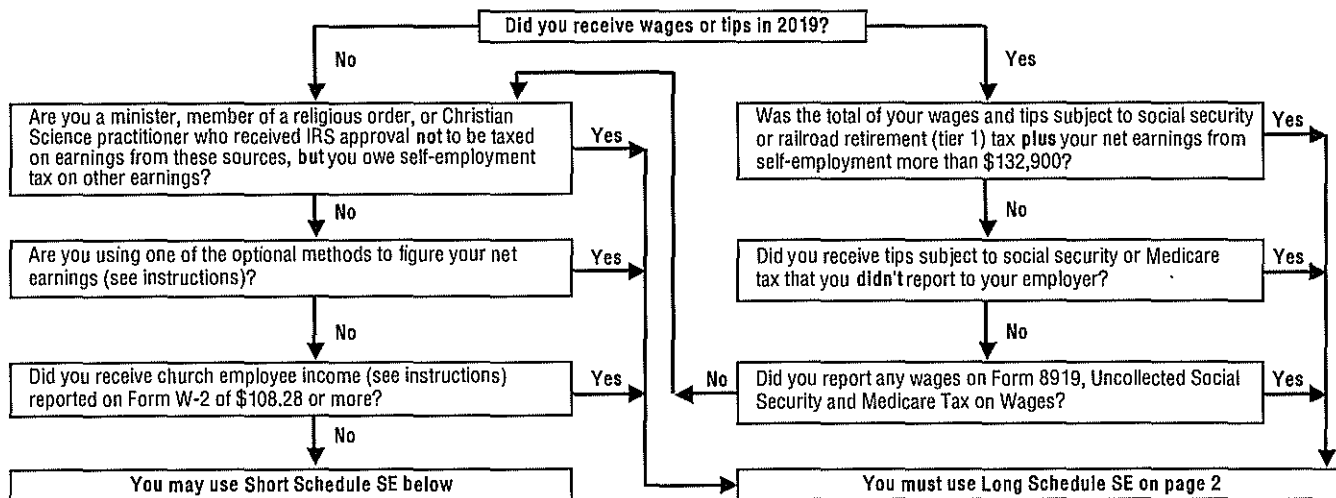 Did you receive wages or tips in 2019?
No
Yes
Are you a minister, member of a religious order, or Christian
Science practitioner who received IRS approval not to be taxed
on earnings from these sources, but you owe self-employment
tax on other earnings?
Yes
Was the total of your wages and tips subject to social security
or railroad retirement (tier 1) tax plus your net earnings from
self-employment more than $132,900?
Yes
No
No
Are you using one of the optional methods to figure your net
earnings (see instructions)?
Yes
Did you receive tips subject to social security or Medicare
tax that you didn't report to your employer?
Yes
No
No
Did you receive church employee income (see instructions)
reported on Form W-2 of $108.28 or more?
Yes
No
Did you report any wages on Form 8919, Uncollected Social
Security and Medicare Tax on Wages?
Yes
No
You may use Short Schedule SE below
You must use Long Schedule SE on page 2